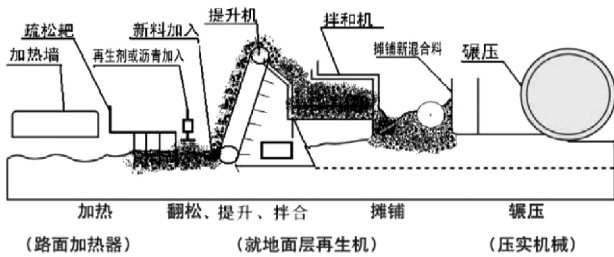 疏松耙
加热墙
再生剂或沥青加入
新料加入
提升机
拌和机
摊铺新混合料
碾压
加热
翻松、提升、拌合
摊铺
辗压
（路面加热器）
（就地面层再生机）
（压实机械）